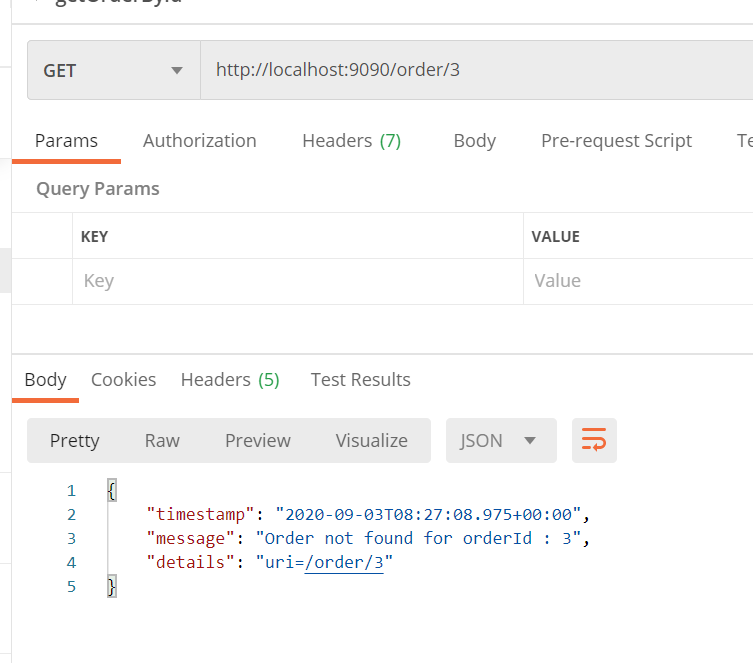 getOrderById
GET http://localhost:9090/order/3
Params Authorization Headers (7) Body Pre-request Script
Query Params
KEY VALUE
Key Value
Body Cookies Headers (5) Test Results
Pretty Raw Preview Visualize JSON
1 {
2 "timestamp": "2020-09-03T08:27:08.975+00:00",
3 "message": "Order not found for orderId : 3",
4 "details": "uri=/order/3"
5 }